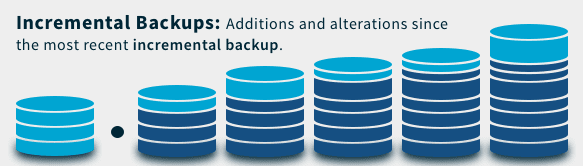 Incremental Backups: Additions and alterations since
the most recent incremental backup.